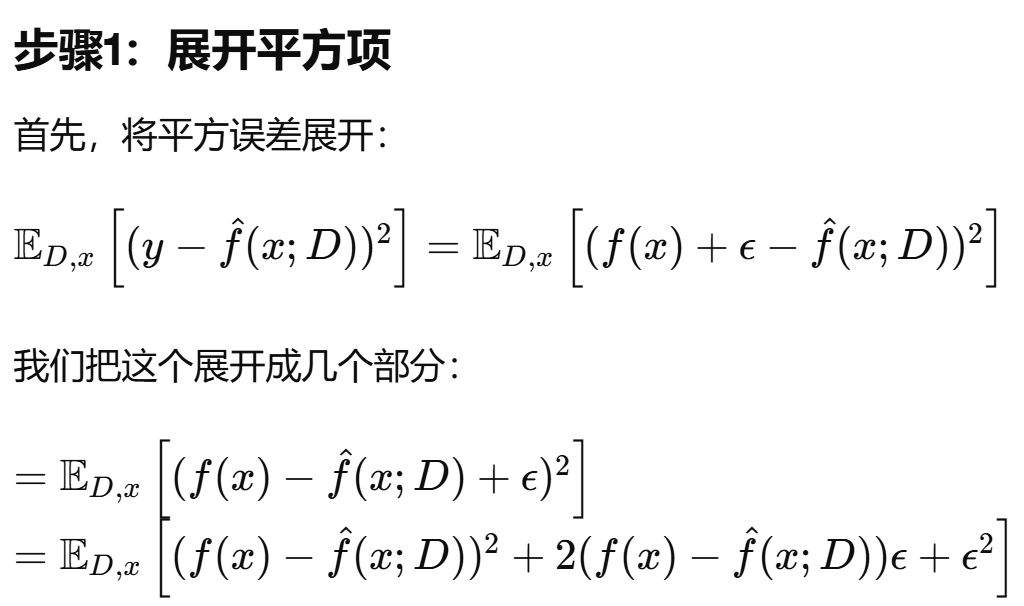 步骤1：展开平方项
首先，将平方误差展开：
$\mathbb{E}_{D,x}\left[(y-\hat{f}(x;D))^2\right]=\mathbb{E}_{D,x}\left[(f(x)+\epsilon-\hat{f}(x;D))^2\right]$
我们把这个展开成几个部分：
$=\mathbb{E}_{D,x}\left[(f(x)-\hat{f}(x;D)+\epsilon)^2\right]$
$=\mathbb{E}_{D,x}\left[(f(x)-\hat{f}(x;D))^2+2(f(x)-\hat{f}(x;D))\epsilon+\epsilon^2\right]$